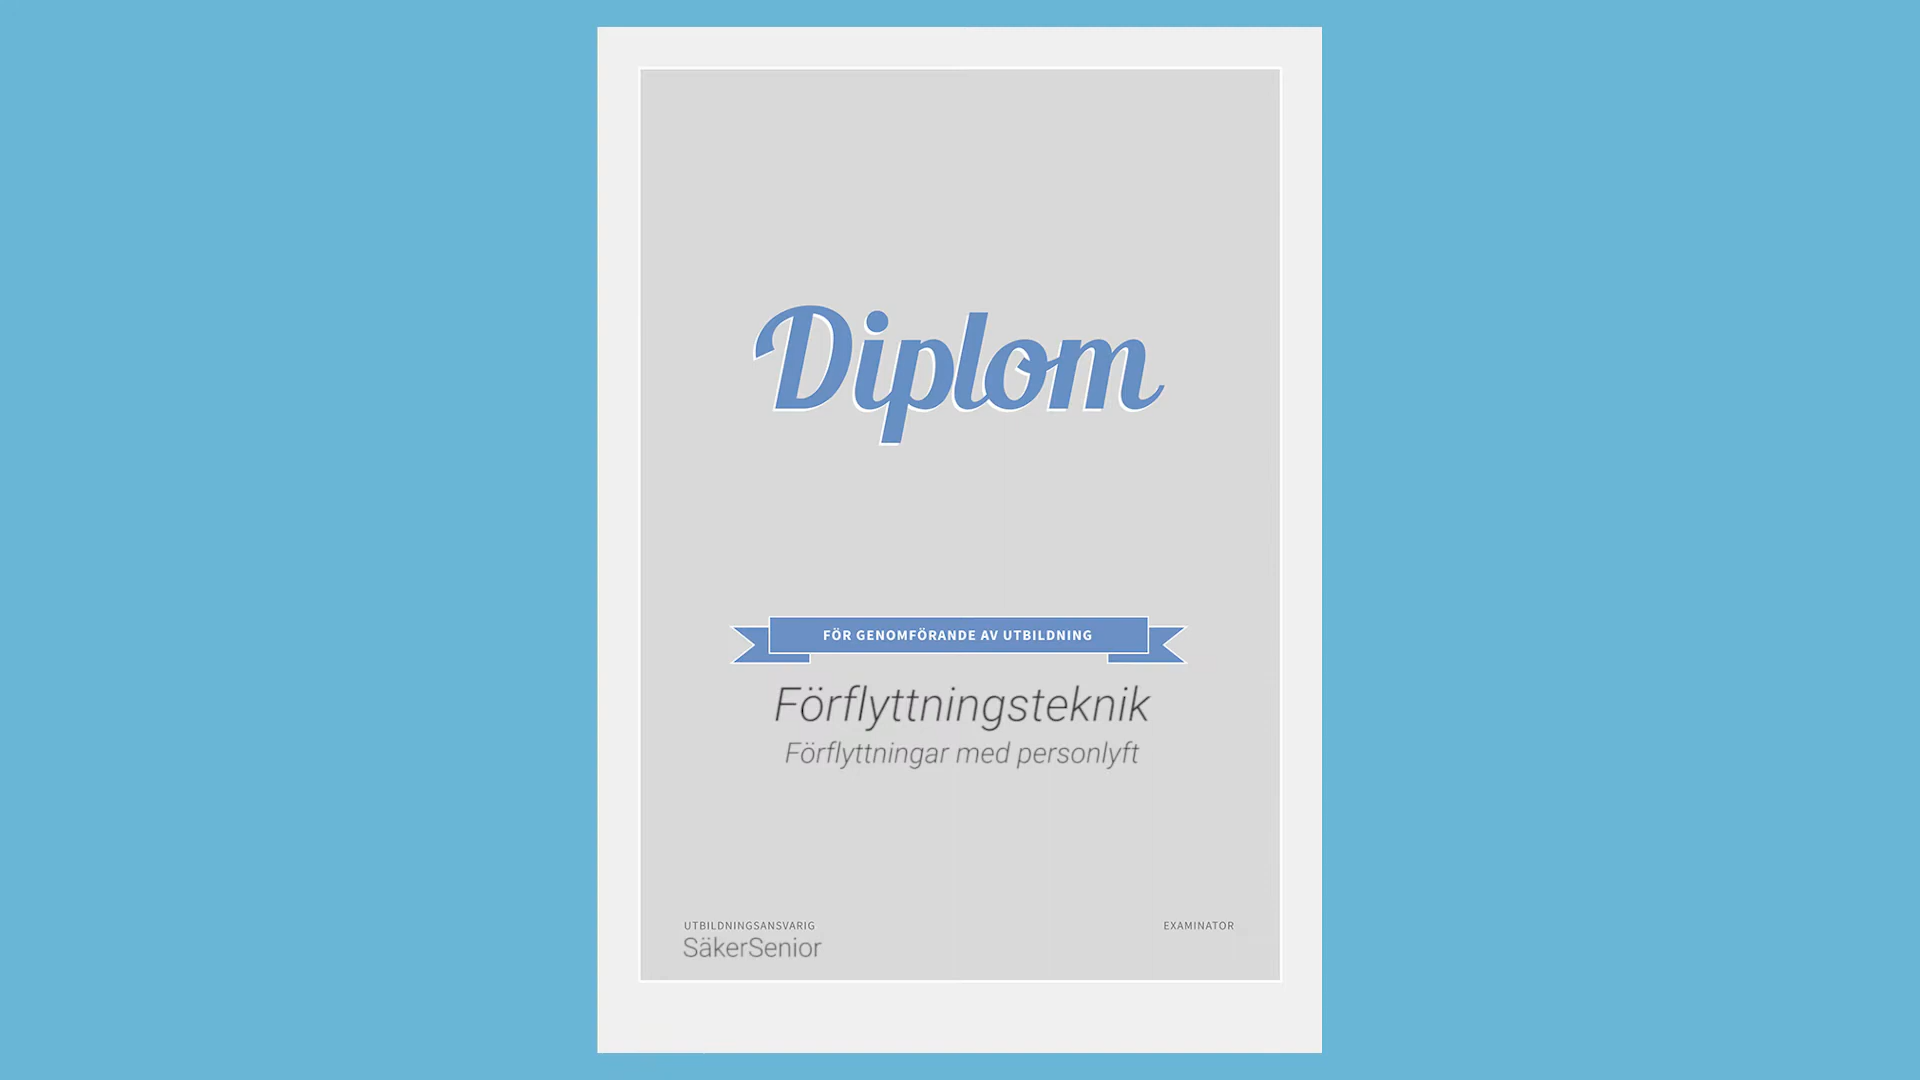 Diplom
FÖR GENOMFÖRANDE AV UTBILDNING
Förflyttningsteknik
Förflyttningar med personlyft
UTBILDNINGSANSVARIG
SäkerSenior
EXAMINATOR